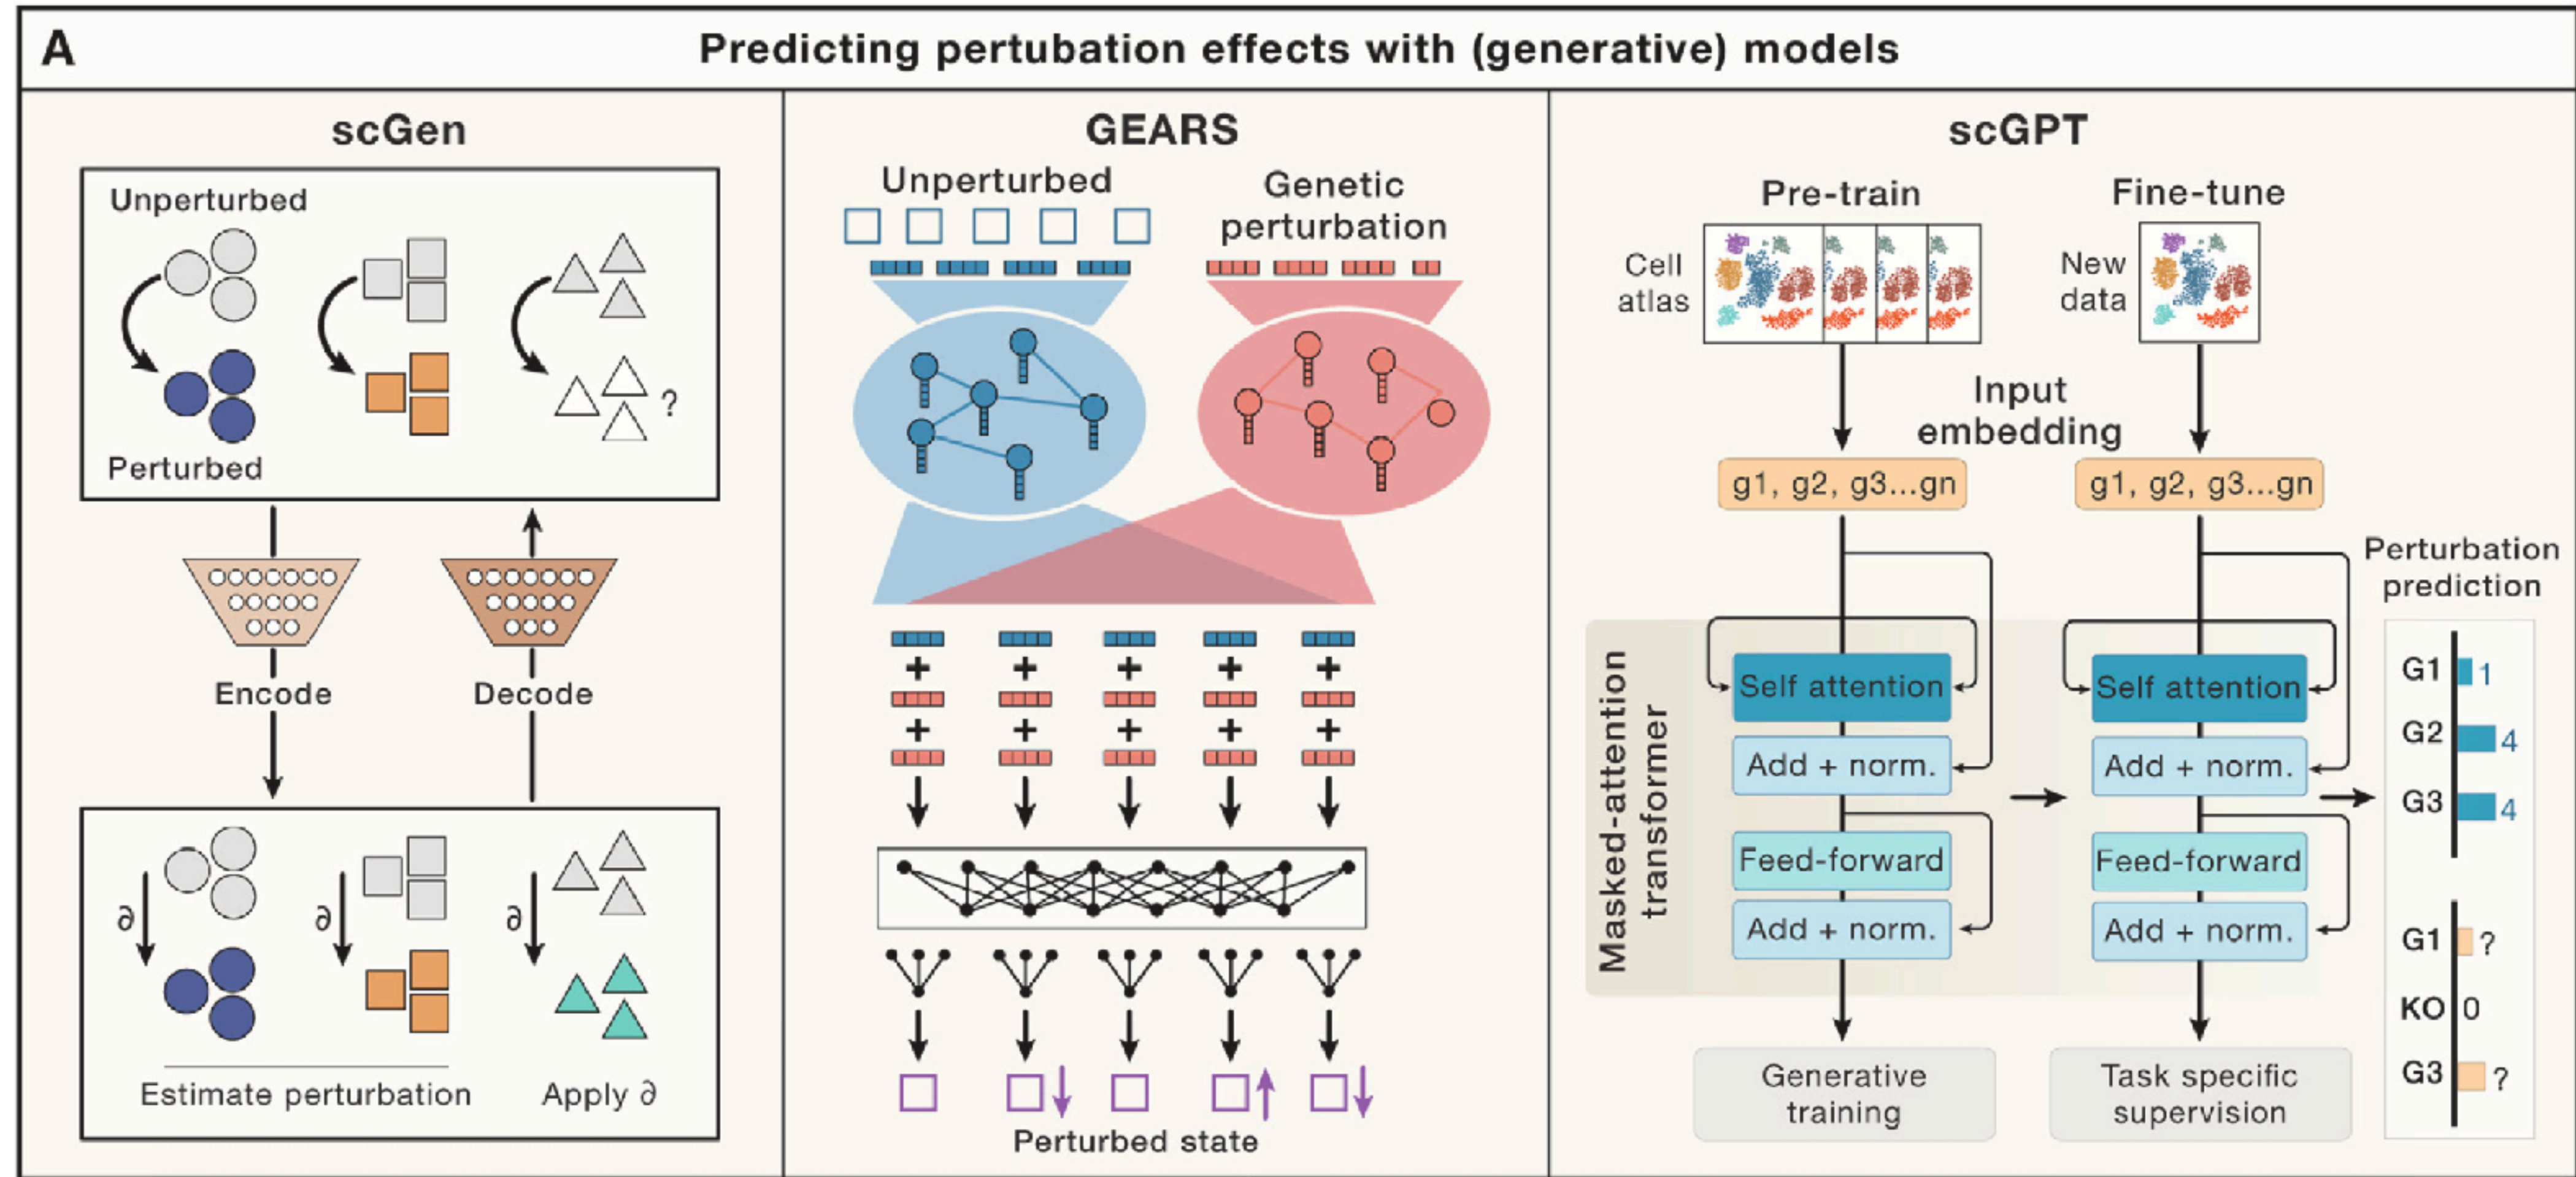 A
Predicting pertubation effects with (generative) models
scGen
Unperturbed
?
Perturbed
Encode
Decode
∂
∂
∂
Estimate perturbation
Apply ∂
GEARS
Unperturbed
Genetic
perturbation
+
+
+
+
+
+
+
+
+
+
Perturbed state
scGPT
Pre-train
Fine-tune
Cell
atlas
New
data
Input
embedding
g1, g2, g3...gn
g1, g2, g3...gn
Masked-attention
transformer
Self attention
Add + norm.
Feed-forward
Add + norm.
Generative
training
Self attention
Add + norm.
Feed-forward
Add + norm.
Task specific
supervision
Perturbation
prediction
G1 1
G2 4
G3 4
G1 ?
KO 0
G3 ?